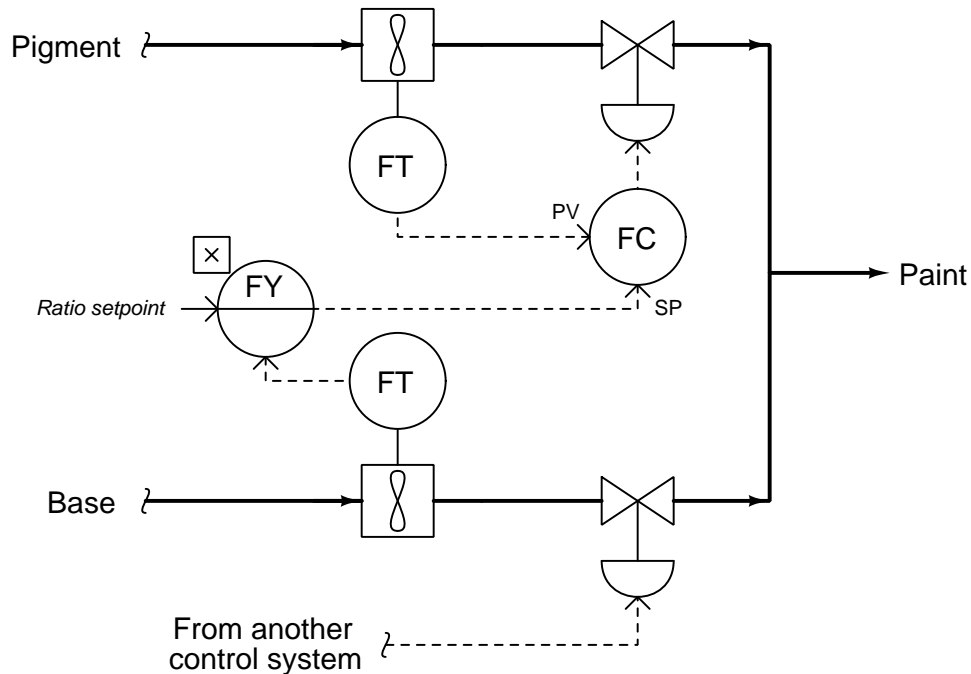 Pigment
FT
PV
FC
×
FY
Ratio setpoint
SP
Paint
FT
Base
From another
control system